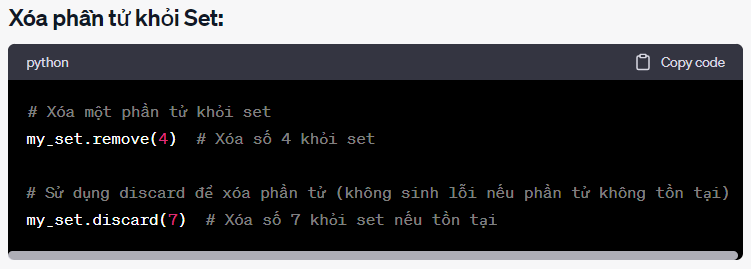 Xóa phần tử khỏi Set:
python
Copy code
# Xóa một phần tử khỏi set
my_set.remove(4)  # Xóa số 4 khỏi set
# Sử dụng discard để xóa phần tử (không sinh lỗi nếu phần tử không tồn tại)
my_set.discard(7)  # Xóa số 7 khỏi set nếu tồn tại